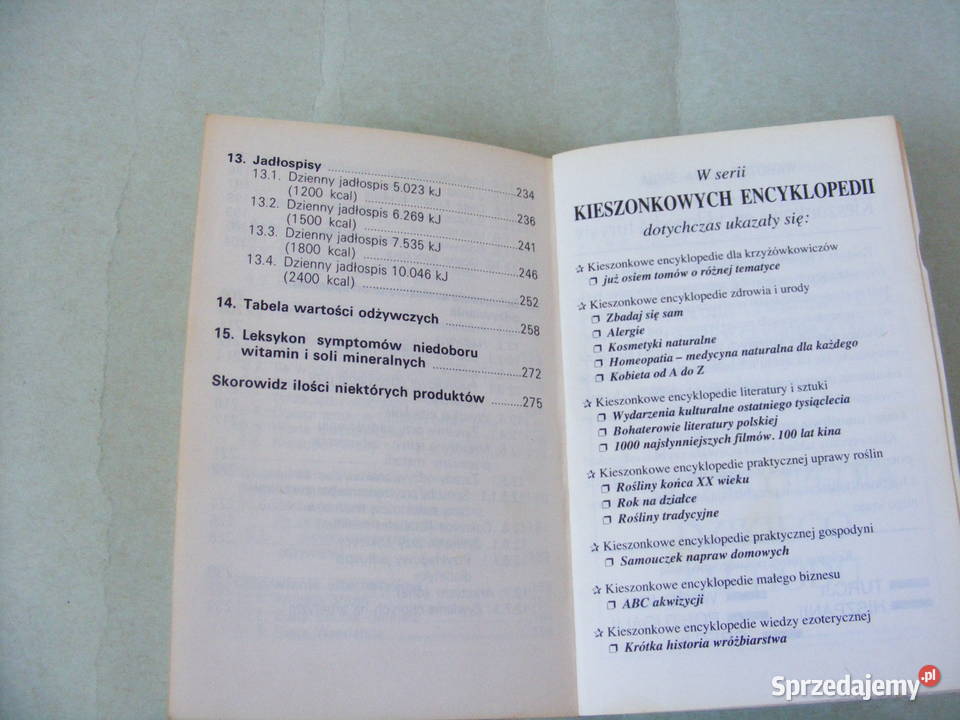 13. Jadłospisy
13.1. Dzienny jadłospis 5.023 kJ
(1200 kcal) ........................234
13.2. Dzienny jadłospis 6.269 kJ
(1500 kcal) ........................236
13.3. Dzienny jadłospis 7.535 kJ
(1800 kcal) ........................241
13.4. Dzienny jadłospis 10.046 kJ
(2400 kcal) ........................246
........................252
14. Tabela wartości odżywczych ............258
15. Leksykon symptomów niedoboru
witamin i soli mineralnych ..............272
Skorowidz ilości niektórych produktów .........275
W serii
KIESZONKOWYCH ENCYKLOPEDII
dotychczas ukazały się:
☆ Kieszonkowe encyklopedie dla krzyżówkowiczów
❒ już osiem tomów o różnej tematyce
☆ Kieszonkowe encyklopedie zdrowia i urody
❒ Zbadaj się sam
❒ Alergie
❒ Kosmetyki naturalne
❒ Homeopatia – medycyna naturalna dla każdego
❒ Kobieta od A do Z
☆ Kieszonkowe encyklopedie literatury i sztuki
❒ Wydarzenia kulturalne ostatniego tysiąclecia
❒ Bohaterowie literatury polskiej
❒ 1000 najsłynniejszych filmów. 100 lat kina
☆ Kieszonkowe encyklopedie praktycznej uprawy roślin
❒ Rośliny końca XX wieku
❒ Rok na działce
❒ Rośliny tradycyjne
☆ Kieszonkowe encyklopedie praktycznej gospodyni
❒ Samouczek napraw domowych
☆ Kieszonkowe encyklopedie małego biznesu
❒ ABC akwizycji
☆ Kieszonkowe encyklopedie wiedzy ezoterycznej
❒ Krótka historia wróżbiarstwa
Sprzedajemy.pl